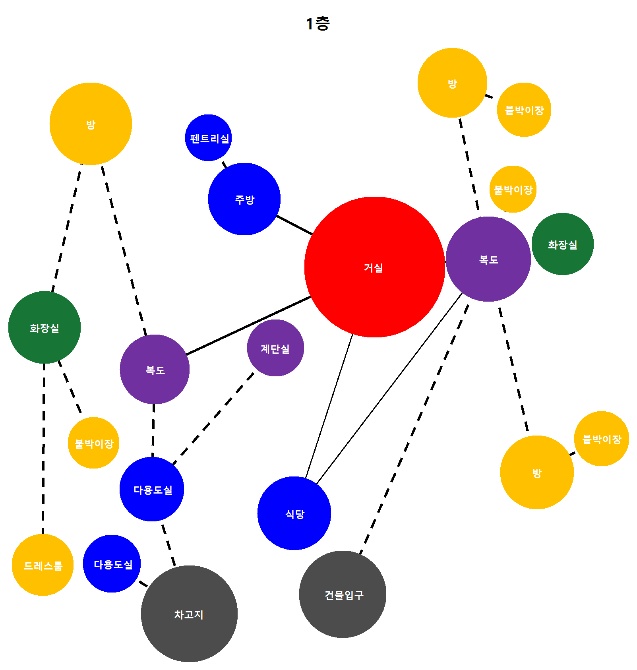 1층
방
붙박이장
방
펜트리실
주방
붙박이장
화장실
복도
거실
화장실
복도
계단실
붙박이장
붙박이장
방
다용도실
식당
드레스룸
다용도실
차고지
건물입구